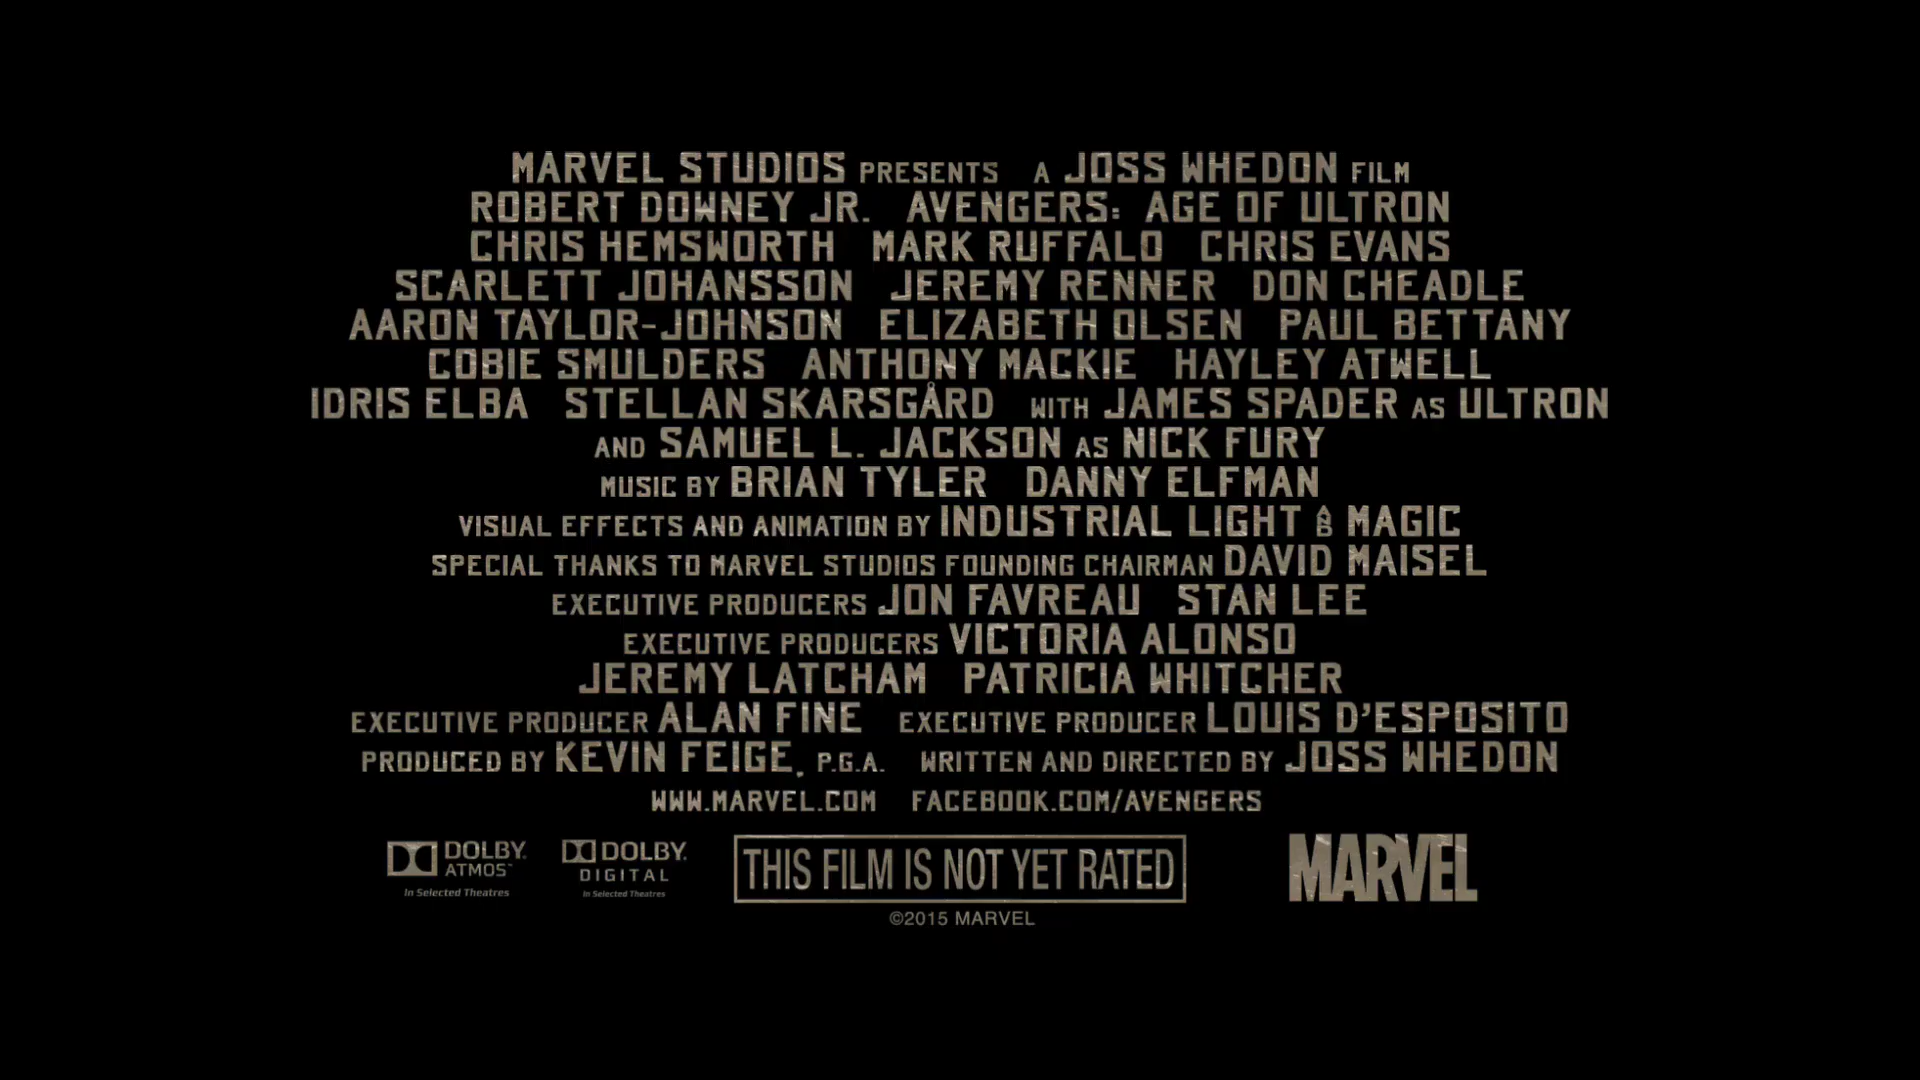 MARVEL STUDIOS PRESENTS A JOSS WHEDON FILM
ROBERT DOWNEY JR. AVENGERS: AGE OF ULTRON
CHRIS HEMSWORTH MARK RUFFALO CHRIS EVANS
SCARLETT JOHANSSON JEREMY RENNER DON CHEADLE
AARON TAYLOR-JOHNSON ELIZABETH OLSEN PAUL BETTANY
COBIE SMULDERS ANTHONY MACKIE HAYLEY ATWELL
IDRIS ELBA STELLAN SKARSGÅRD WITH JAMES SPADER AS ULTRON
AND SAMUEL L. JACKSON AS NICK FURY
MUSIC BY BRIAN TYLER DANNY ELFMAN
VISUAL EFFECTS AND ANIMATION BY INDUSTRIAL LIGHT AND MAGIC
SPECIAL THANKS TO MARVEL STUDIOS FOUNDING CHAIRMAN DAVID MAISEL
EXECUTIVE PRODUCERS JON FAVREAU STAN LEE
EXECUTIVE PRODUCERS VICTORIA ALONSO
JEREMY LATCHAM PATRICIA WHITCHER
EXECUTIVE PRODUCER ALAN FINE EXECUTIVE PRODUCER LOUIS D'ESPOSITO
PRODUCED BY KEVIN FEIGE, P.G.A. WRITTEN AND DIRECTED BY JOSS WHEDON
WWW.MARVEL.COM FACEBOOK.COM/AVENGERS
DOLBY ATMOS™ In Selected Theatres
DOLBY DIGITAL In Selected Theatres
THIS FILM IS NOT YET RATED
MARVEL
©2015 MARVEL